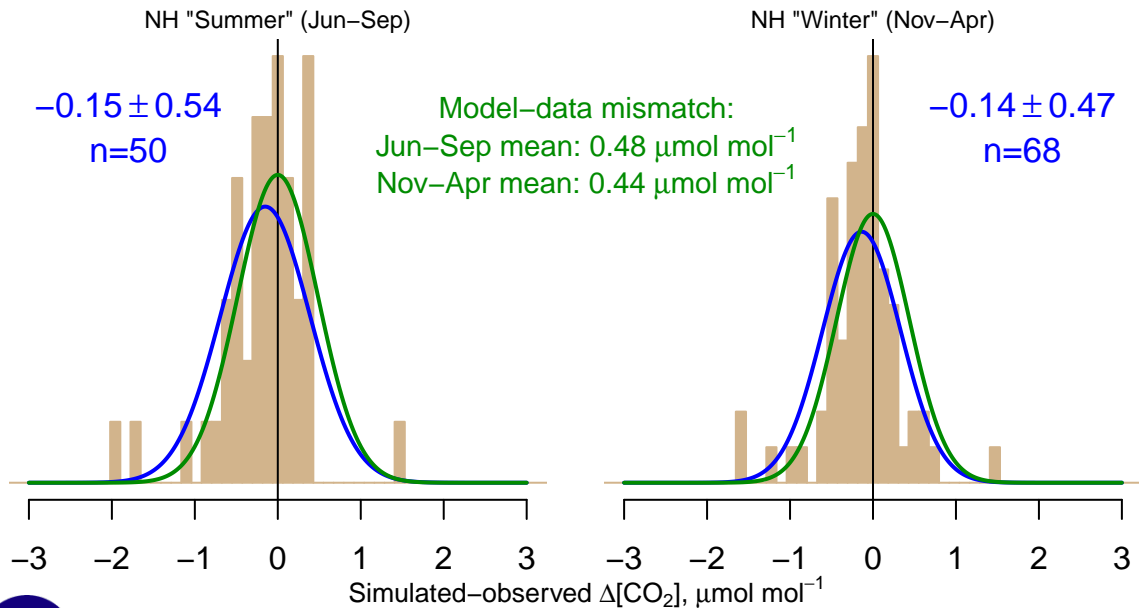 NH "Summer" (Jun−Sep)
NH "Winter" (Nov−Apr)
−0.15 ± 0.54
n=50
Model−data mismatch:
Jun−Sep mean: 0.48 μmol mol⁻¹
Nov−Apr mean: 0.44 μmol mol⁻¹
−0.14 ± 0.47
n=68
−3 −2 −1 0 1 2 3
−3 −2 −1 0 1 2 3
Simulated−observed Δ[CO₂], μmol mol⁻¹